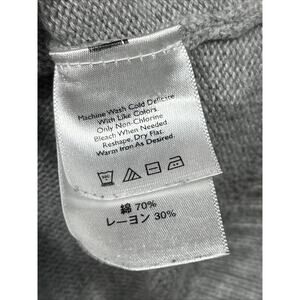 Machine Wash Cold Delicate
With Like Colors.
Only Non-Chlorine
Bleach When Needed
Reshape, Dry Flat.
Warm Iron As Desired.
綿 70%
レーヨン 30%